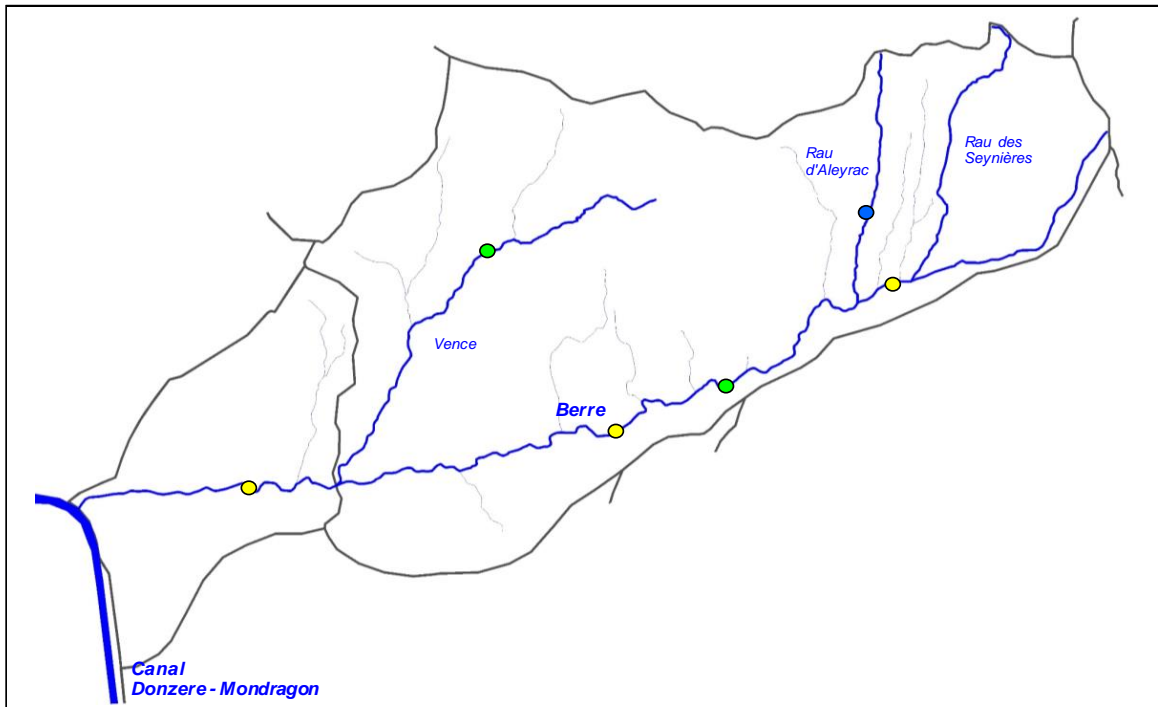 Rau
d'Aleyrac
Rau des
Seynières
Vence
Berre
Canal
Donzere - Mondragon